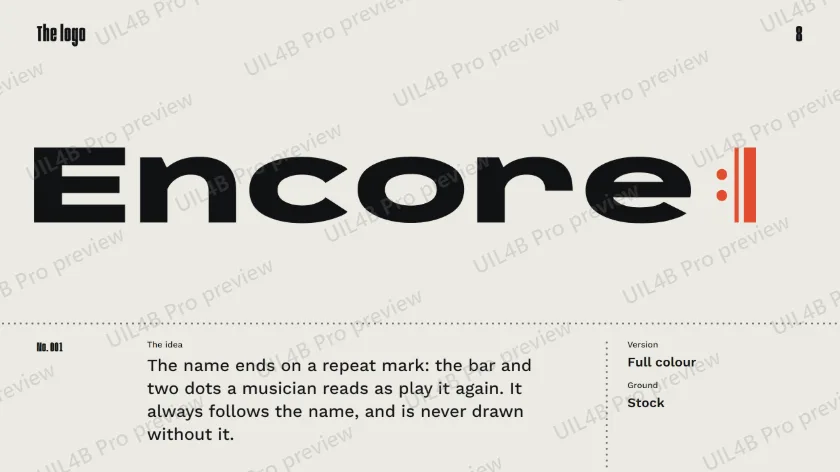 The logo
8
Encore
No. 001
The idea
The name ends on a repeat mark: the bar and
two dots a musician reads as play it again. It
always follows the name, and is never drawn
without it.
Version
Full colour
Ground
Stock
UIL4B Pro preview